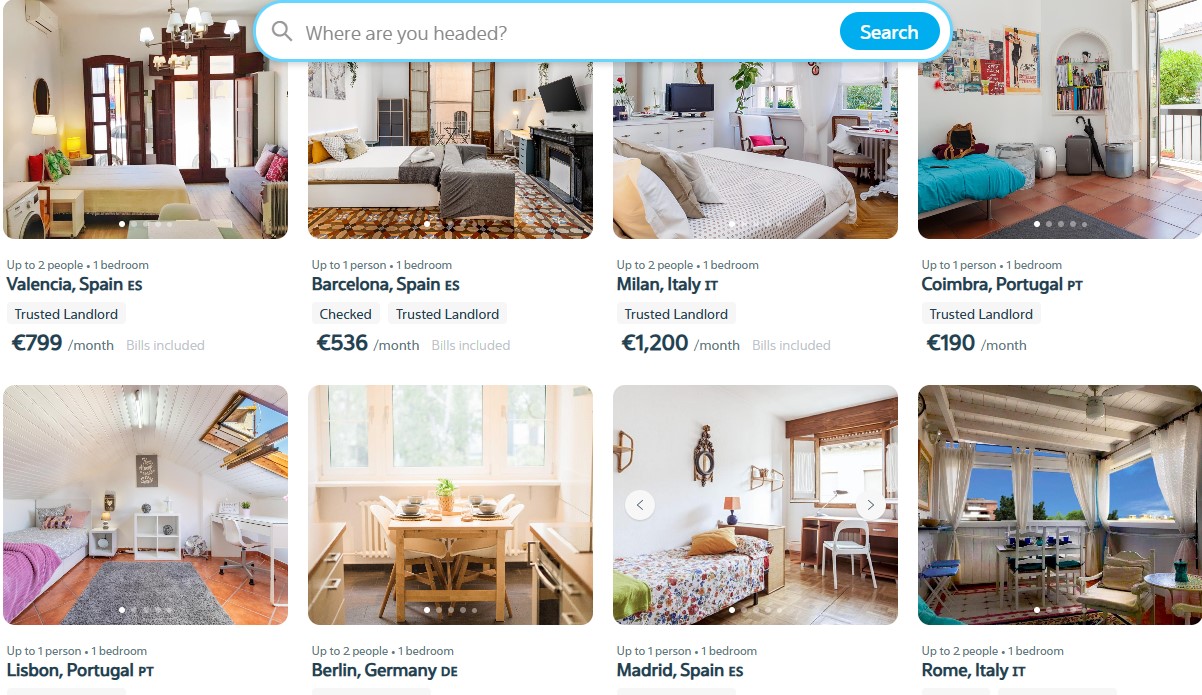 Where are you headed?
Search
Up to 2 people • 1 bedroom
Valencia, Spain ES
Trusted Landlord
€799 /month Bills included
Up to 1 person • 1 bedroom
Barcelona, Spain ES
Checked Trusted Landlord
€536 /month Bills included
Up to 2 people • 1 bedroom
Milan, Italy IT
Trusted Landlord
€1,200 /month Bills included
Up to 1 person • 1 bedroom
Coimbra, Portugal PT
Trusted Landlord
€190 /month
Up to 1 person • 1 bedroom
Lisbon, Portugal PT
Up to 2 people • 1 bedroom
Berlin, Germany DE
Up to 1 person • 1 bedroom
Madrid, Spain ES
Up to 2 people • 1 bedroom
Rome, Italy IT